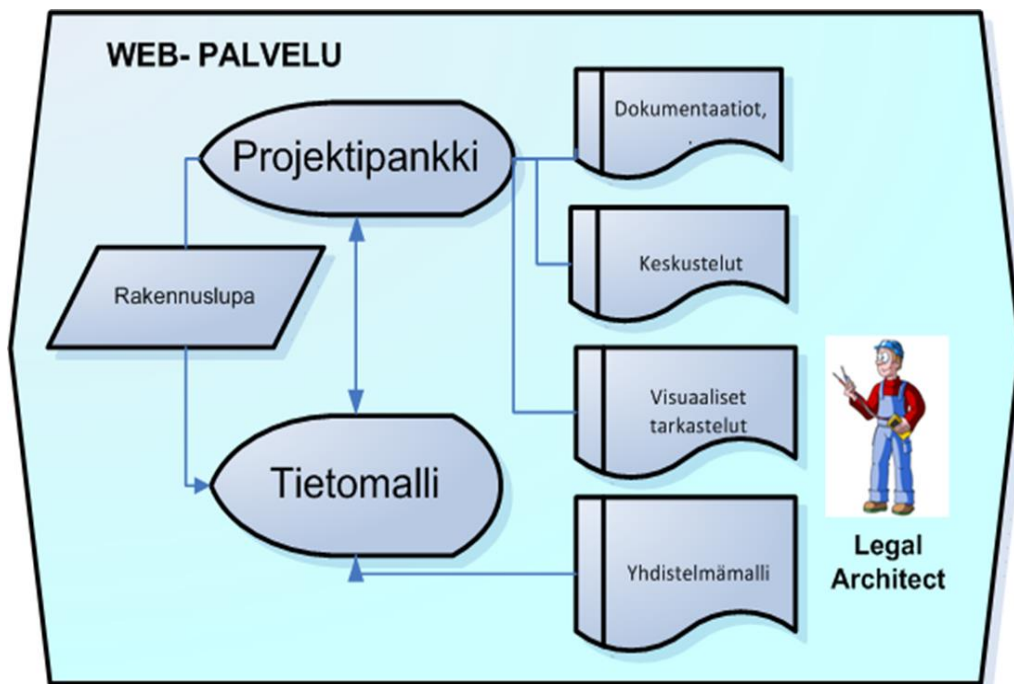 WEB- PALVELU
Projektipankki
Dokumentaatiot,
Keskustelut
Rakennuslupa
Visuaaliset
tarkastelut
Tietomalli
Yhdistelmämalli
Legal
Architect